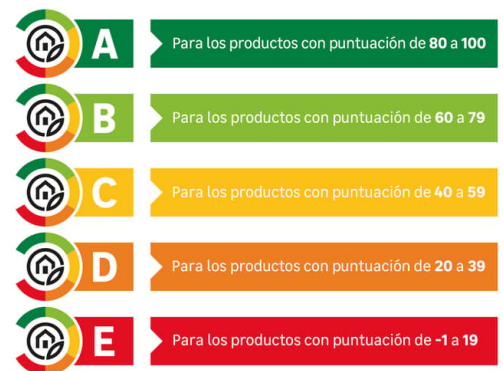 A Para los productos con puntuación de 80 a 100
B Para los productos con puntuación de 60 a 79
C Para los productos con puntuación de 40 a 59
D Para los productos con puntuación de 20 a 39
E Para los productos con puntuación de -1 a 19